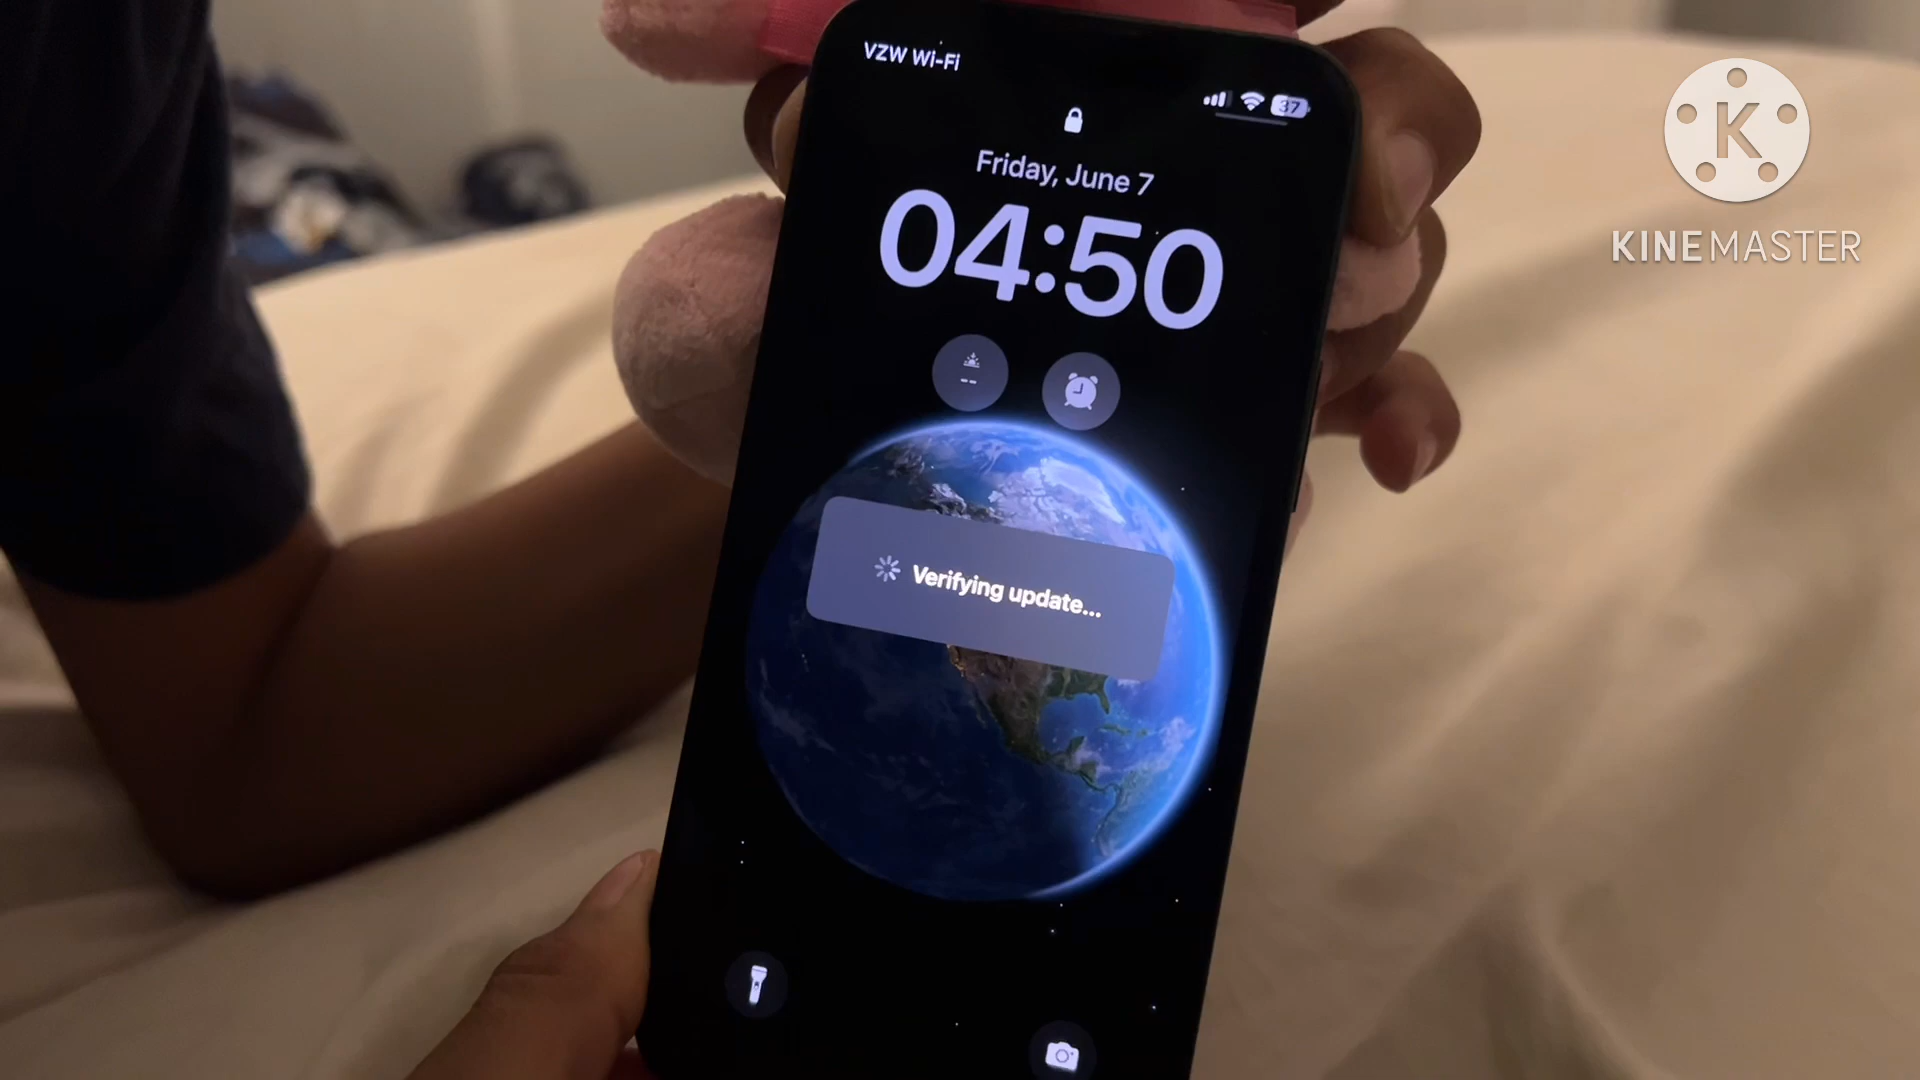 VZW Wi-Fi
37
Friday, June 7
04:50
--
Verifying update...
K
KINEMASTER